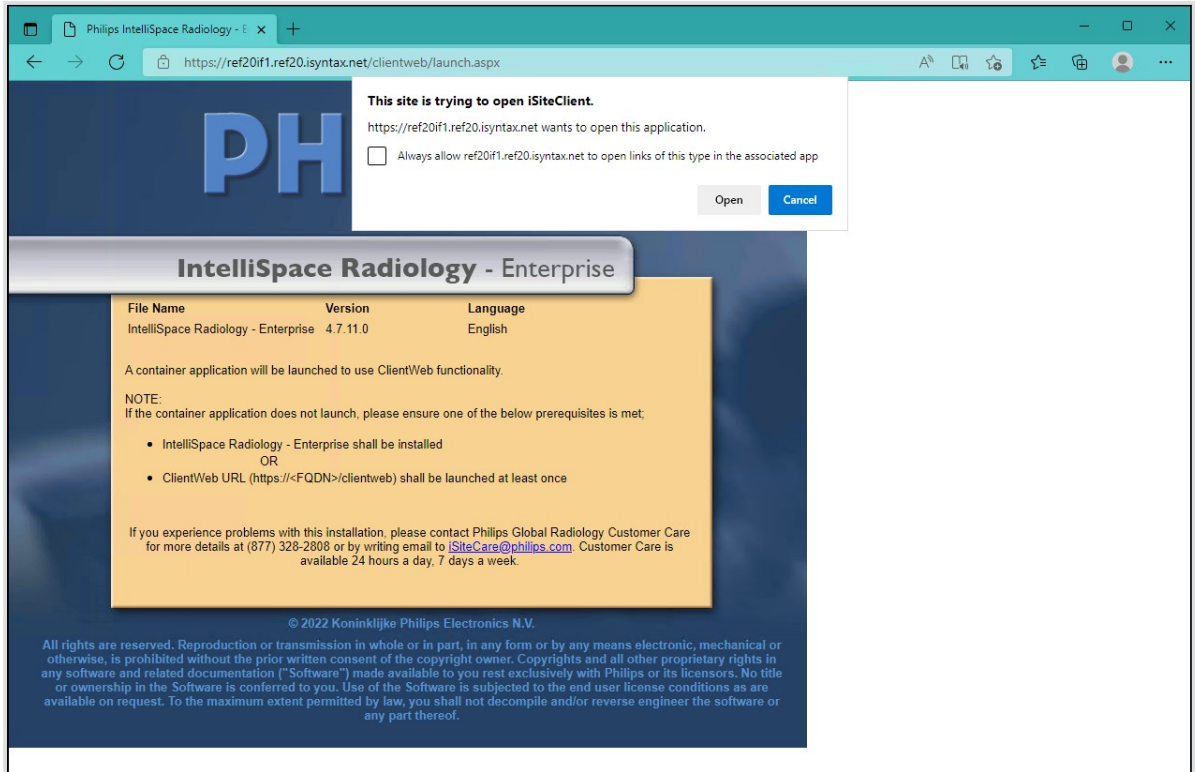 Philips IntelliSpace Radiology - E
https://ref20if1.ref20.isyntax.net/clientweb/launch.aspx
This site is trying to open iSiteClient.
https://ref20if1.ref20.isyntax.net wants to open this application.
Always allow ref20if1.ref20.isyntax.net to open links of this type in the associated app
Open Cancel
PH
IntelliSpace Radiology - Enterprise
File Name Version Language
IntelliSpace Radiology - Enterprise 4.7.11.0 English
A container application will be launched to use ClientWeb functionality.
NOTE:
If the container application does not launch, please ensure one of the below prerequisites is met;
• IntelliSpace Radiology - Enterprise shall be installed
OR
• ClientWeb URL (https://<FQDN>/clientweb) shall be launched at least once
If you experience problems with this installation, please contact Philips Global Radiology Customer Care
for more details at (877) 328-2808 or by writing email to iSiteCare@philips.com. Customer Care is
available 24 hours a day, 7 days a week.
© 2022 Koninklijke Philips Electronics N.V.
All rights are reserved. Reproduction or transmission in whole or in part, in any form or by any means electronic, mechanical or
otherwise, is prohibited without the prior written consent of the copyright owner. Copyrights and all other proprietary rights in
any software and related documentation ("Software") made available to you rest exclusively with Philips or its licensors. No title
or ownership in the Software is conferred to you. Use of the Software is subjected to the end user license conditions as are
available on request. To the maximum extent permitted by law, you shall not decompile and/or reverse engineer the software or
any part thereof.